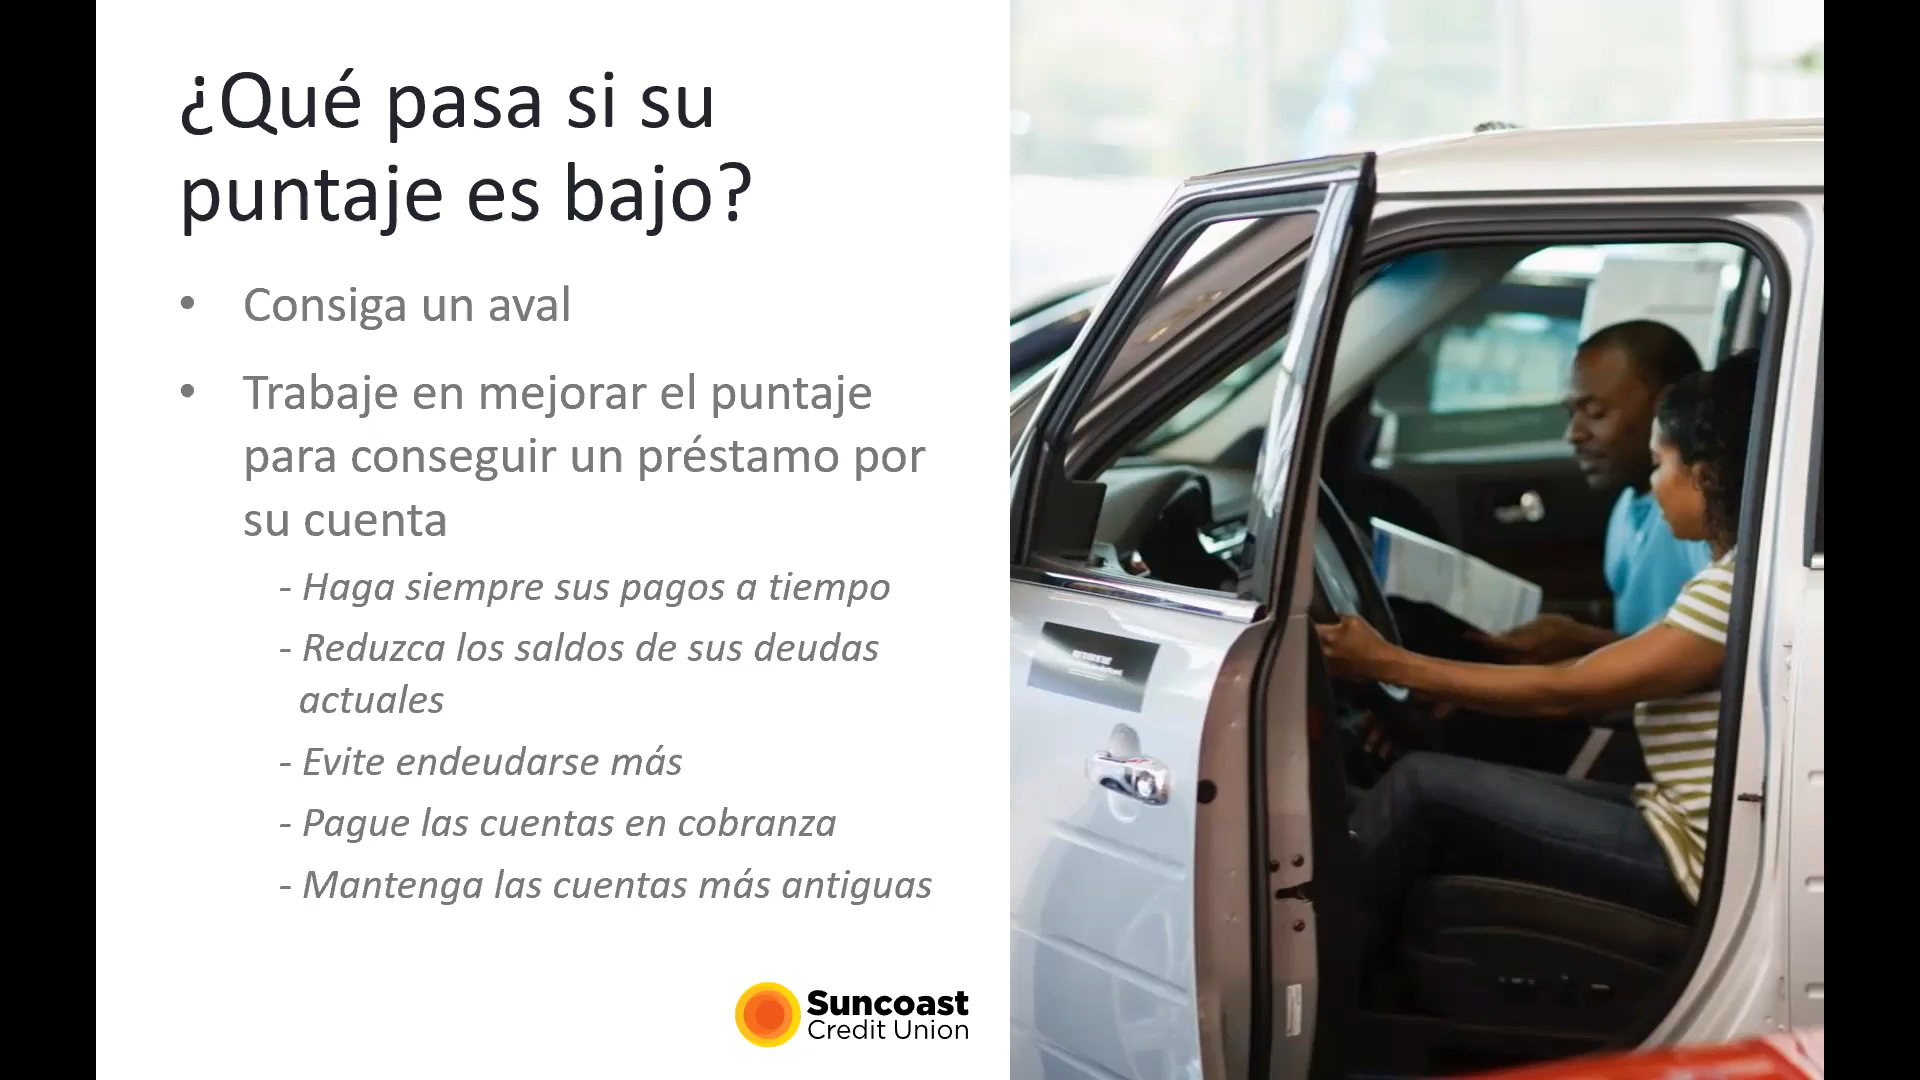 ¿Qué pasa si su
puntaje es bajo?
• Consiga un aval
• Trabaje en mejorar el puntaje
para conseguir un préstamo por
su cuenta
- Haga siempre sus pagos a tiempo
- Reduzca los saldos de sus deudas
actuales
- Evite endeudarse más
- Pague las cuentas en cobranza
- Mantenga las cuentas más antiguas
Suncoast
Credit Union